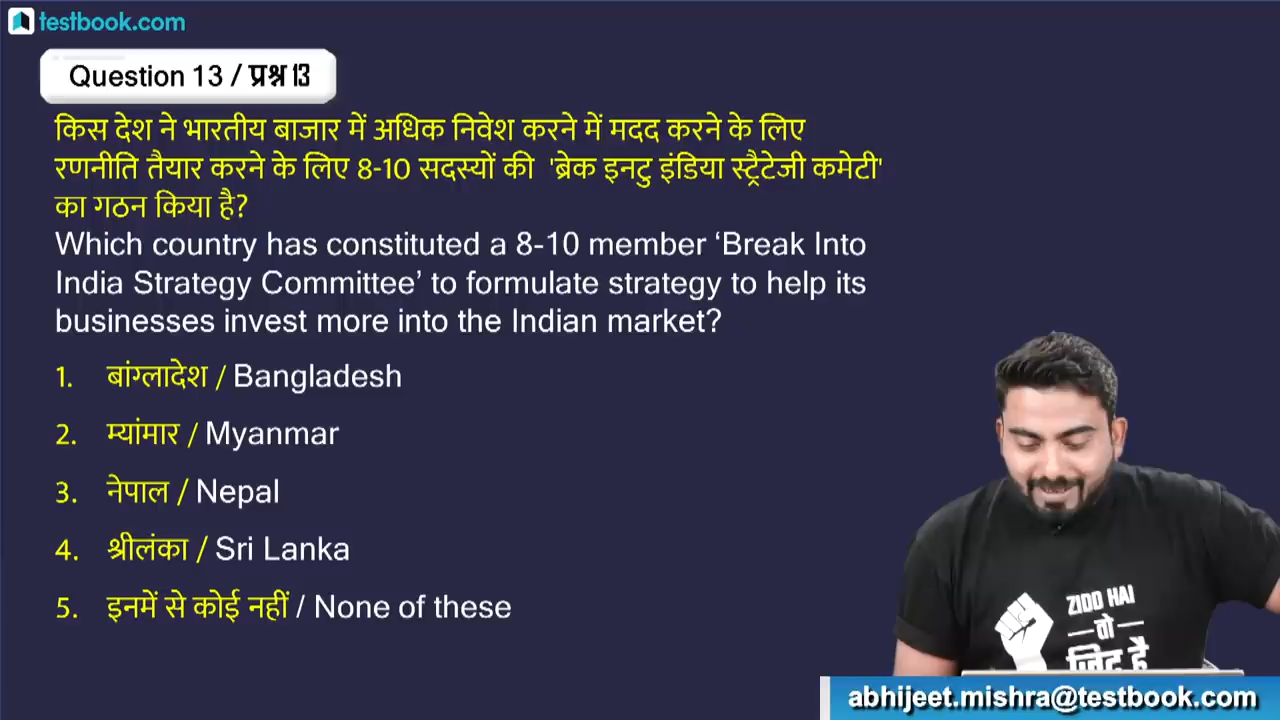 testbook.com
Question 13 / प्रश्न 13
किस देश ने भारतीय बाजार में अधिक निवेश करने में मदद करने के लिए
रणनीति तैयार करने के लिए 8-10 सदस्यों की 'ब्रेक इनटु इंडिया स्ट्रैटेजी कमेटी'
का गठन किया है?
Which country has constituted a 8-10 member ‘Break Into
India Strategy Committee’ to formulate strategy to help its
businesses invest more into the Indian market?
1. बांग्लादेश / Bangladesh
2. म्यांमार / Myanmar
3. नेपाल / Nepal
4. श्रीलंका / Sri Lanka
5. इनमें से कोई नहीं / None of these
ZIDD HAI
वो
ज़िद है
abhijeet.mishra@testbook.com